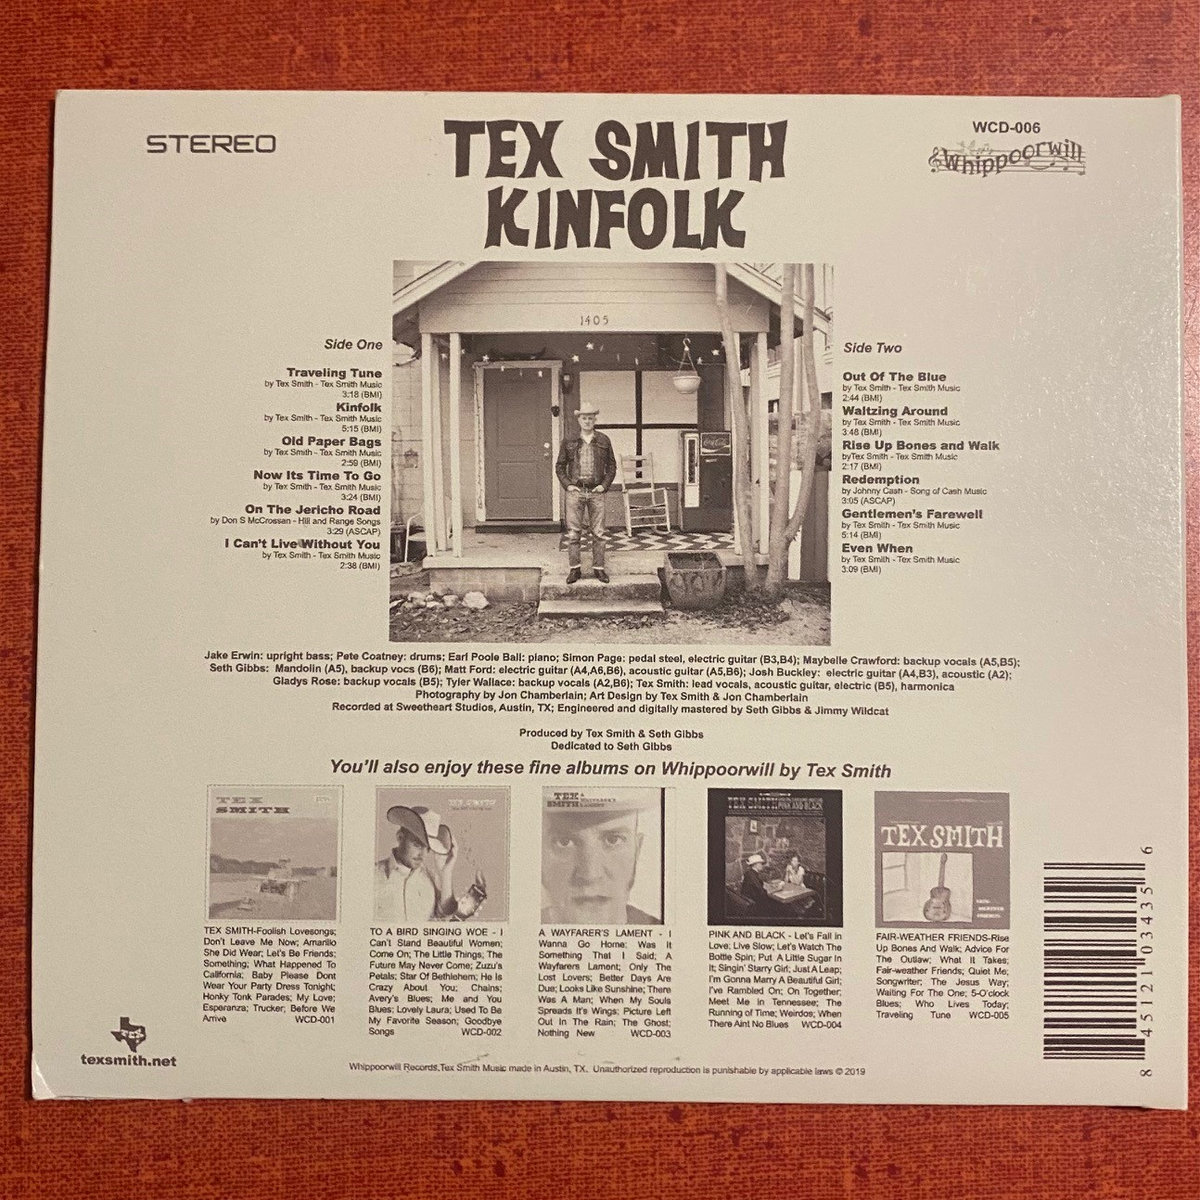 STEREO
TEX SMITH
KINFOLK
WCD-006
Whippoorwill
1405
Side One
Traveling Tune
by Tex Smith - Tex Smith Music
3:18 (BMI)
Kinfolk
by Tex Smith - Tex Smith Music
5:15 (BMI)
Old Paper Bags
by Tex Smith - Tex Smith Music
2:59 (BMI)
Now Its Time To Go
by Tex Smith - Tex Smith Music
3:24 (BMI)
On The Jericho Road
by Don S McCrossan - Hill and Range Songs
3:29 (ASCAP)
I Can't Live Without You
by Tex Smith - Tex Smith Music
2:38 (BMI)
Side Two
Out Of The Blue
by Tex Smith - Tex Smith Music
2:44 (BMI)
Waltzing Around
by Tex Smith - Tex Smith Music
3:48 (BMI)
Rise Up Bones and Walk
byTex Smith - Tex Smith Music
2:17 (BMI)
Redemption
by Johnny Cash - Song of Cash Music
3:05 (ASCAP)
Gentlemen's Farewell
by Tex Smith - Tex Smith Music
5:14 (BMI)
Even When
by Tex Smith - Tex Smith Music
3:09 (BMI)
Jake Erwin: upright bass; Pete Coatney: drums; Earl Poole Ball: piano; Simon Page: pedal steel, electric guitar (B3,B4); Maybelle Crawford: backup vocals (A5,B5);
Seth Gibbs: Mandolin (A5), backup vocs (B6); Matt Ford: electric guitar (A4,A6,B6), acoustic guitar (A5,B6); Josh Buckley: electric guitar (A4,B3), acoustic (A2);
Gladys Rose: backup vocals (B5); Tyler Wallace: backup vocals (A2,B6); Tex Smith: lead vocals, acoustic guitar, electric (B5), harmonica
Photography by Jon Chamberlain; Art Design by Tex Smith & Jon Chamberlain
Recorded at Sweetheart Studios, Austin, TX; Engineered and digitally mastered by Seth Gibbs & Jimmy Wildcat
Produced by Tex Smith & Seth Gibbs
Dedicated to Seth Gibbs
You'll also enjoy these fine albums on Whippoorwill by Tex Smith
TEX
SMITH
TEX SMITH-Foolish Lovesongs;
Don't Leave Me Now; Amarillo
She Did Wear; Let's Be Friends;
Something; What Happened To
California; Baby Please Dont
Wear Your Party Dress Tonight;
Honky Tonk Parades; My Love;
Esperanza; Trucker; Before We
Arrive WCD-001
TEX SMITH
TO A BIRD SINGING WOE - I
Can't Stand Beautiful Women;
Come On; The Little Things; The
Future May Never Come; Zuzu's
Petals; Star Of Bethlehem; He Is
Crazy About You; Chains;
Avery's Blues; Me and You
Blues; Lovely Laura; Used To Be
My Favorite Season; Goodbye
Songs WCD-002
TEX
SMITH
A WAYFARER'S LAMENT - I
Wanna Go Home; Was It
Something That I Said; A
Wayfarers Lament; Only The
Lost Lovers; Better Days Are
Due; Looks Like Sunshine; There
Was A Man; When My Souls
Spreads It's Wings; Picture Left
Out In The Rain; The Ghost;
Nothing New WCD-003
TEX SMITH
PINK AND BLACK
PINK AND BLACK - Let's Fall in
Love; Live Slow; Let's Watch The
Bottle Spin; Put A Little Sugar In
It; Singin' Starry Girl; Just A Leap;
I'm Gonna Marry A Beautiful Girl;
I've Rambled On; On Together;
Meet Me in Tennessee; The
Running of Time; Weirdos; When
There Aint No Blues WCD-004
TEX SMITH
FAIR-WEATHER FRIENDS-Rise
Up Bones And Walk; Advice For
The Outlaw; What It Takes;
Fair-weather Friends; Quiet Me;
Songwriter; The Jesus Way;
Waiting For The One; 5-O'clock
Blues; Who Lives Today;
Traveling Tune WCD-005
8 45121 03435 6
texsmith.net
Whippoorwill Records,Tex Smith Music made in Austin, TX. Unauthorized reproduction is punishable by applicable laws © 2019